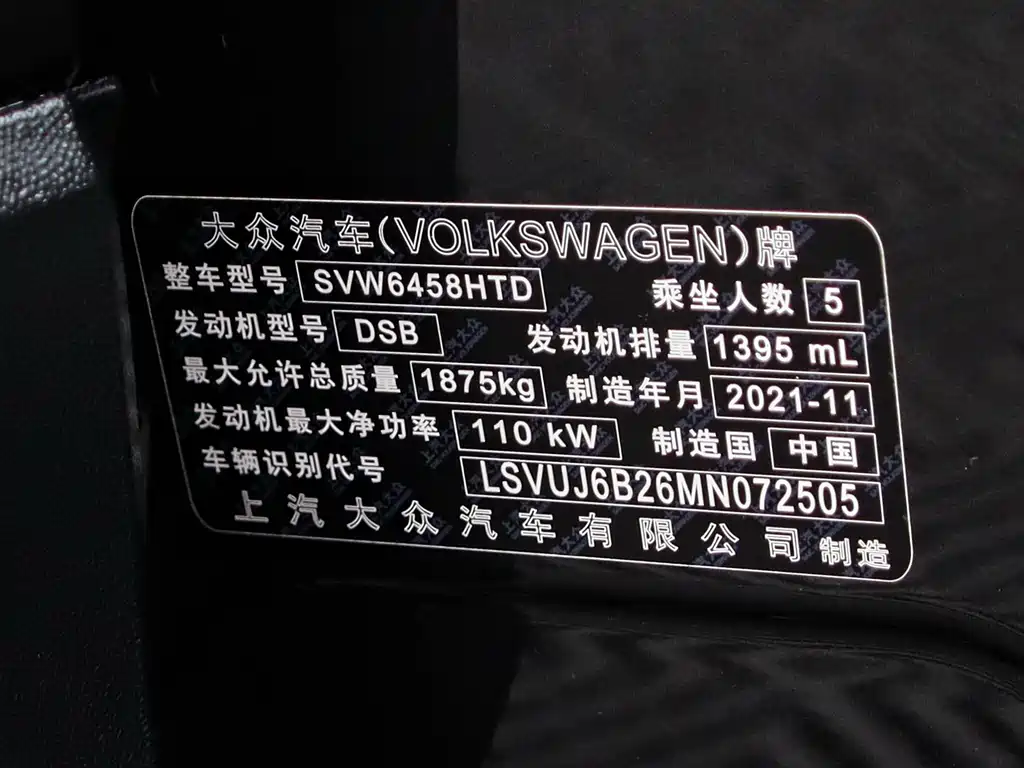 大众汽车(VOLKSWAGEN)牌
整车型号 SVW6458HTD 乘坐人数 5
发动机型号 DSB 发动机排量 1395 mL
最大允许总质量 1875kg 制造年月 2021-11
发动机最大净功率 110 kW 制造国 中国
车辆识别代号 LSVUJ6B26MN072505
上汽大众汽车有限公司 制造